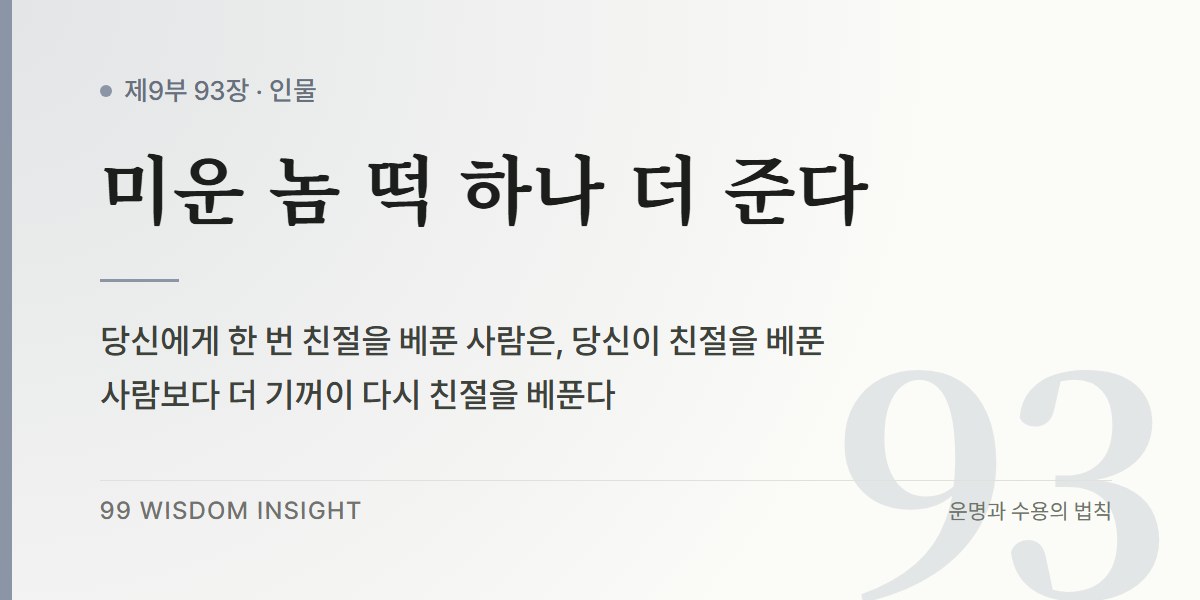 제9부 93장 · 인물
미운 놈 떡 하나 더 준다
당신에게 한 번 친절을 베푼 사람은, 당신이 친절을 베푼
사람보다 더 기꺼이 다시 친절을 베푼다
93
99 WISDOM INSIGHT
운명과 수용의 법칙